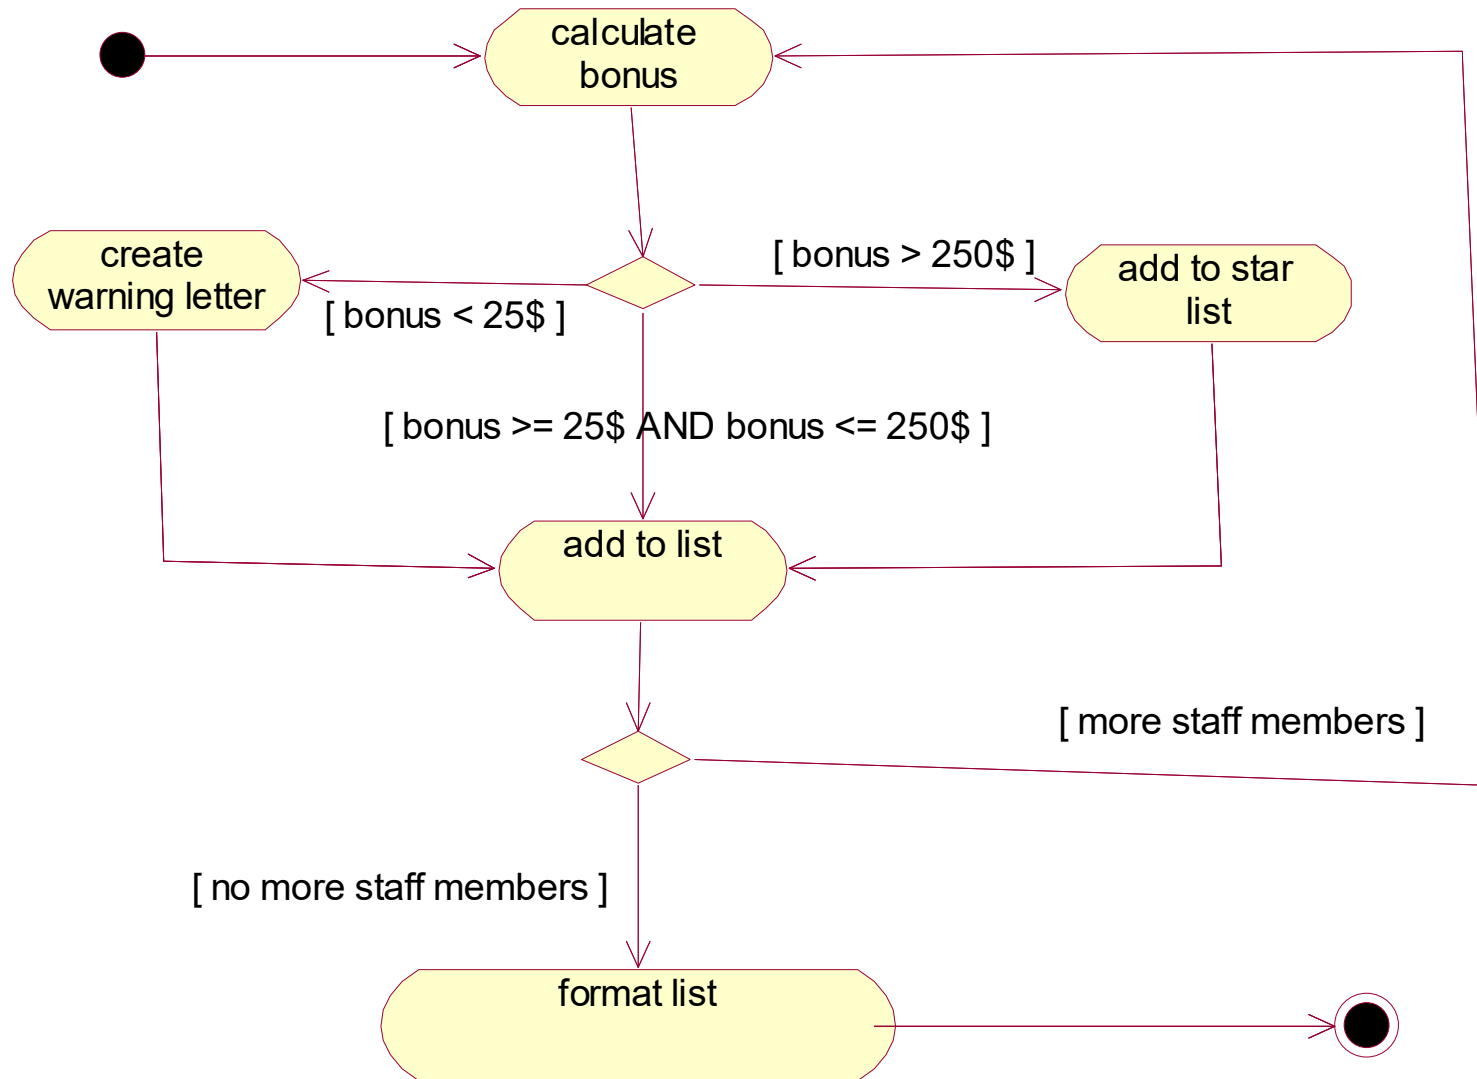 calculate
bonus
create
warning letter
[ bonus < 25$ ]
[ bonus > 250$ ]
add to star
list
[ bonus >= 25$ AND bonus <= 250$ ]
add to list
[ more staff members ]
[ no more staff members ]
format list